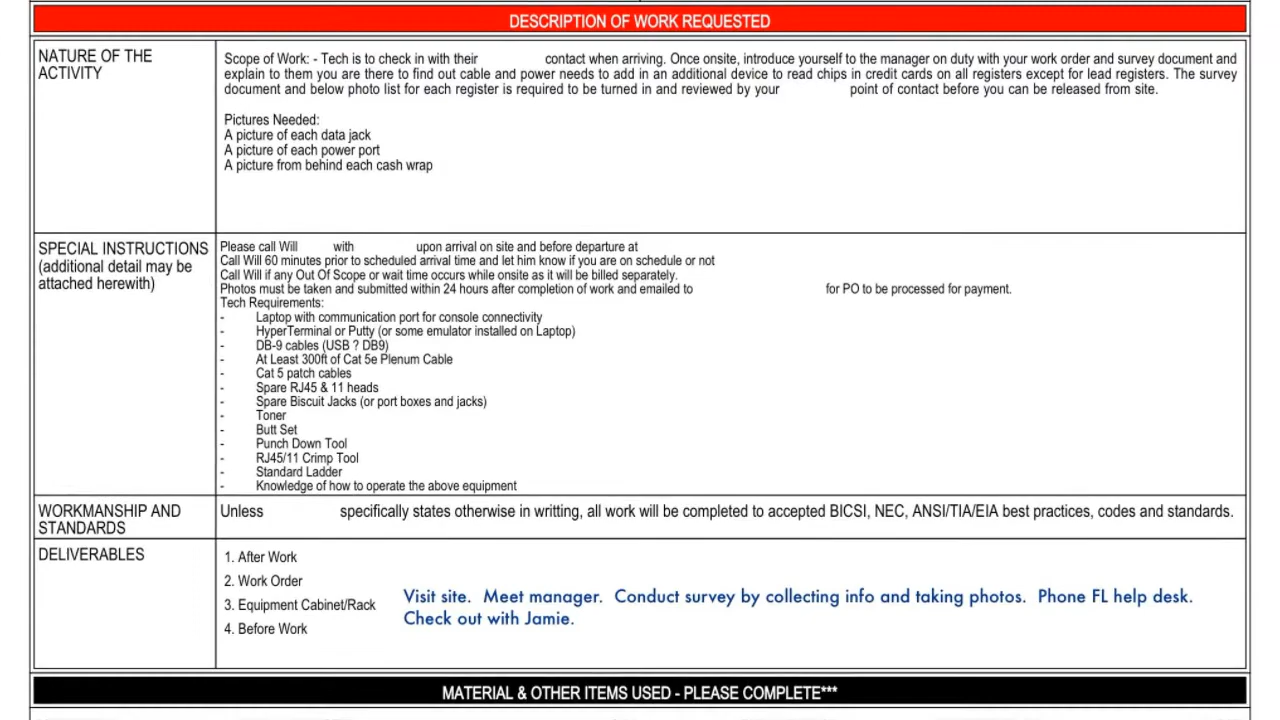 DESCRIPTION OF WORK REQUESTED
NATURE OF THE
ACTIVITY
Scope of Work: - Tech is to check in with their contact when arriving. Once onsite, introduce yourself to the manager on duty with your work order and survey document and
explain to them you are there to find out cable and power needs to add in an additional device to read chips in credit cards on all registers except for lead registers. The survey
document and below photo list for each register is required to be turned in and reviewed by your point of contact before you can be released from site.
Pictures Needed:
A picture of each data jack
A picture of each power port
A picture from behind each cash wrap
SPECIAL INSTRUCTIONS
(additional detail may be
attached herewith)
Please call Will with upon arrival on site and before departure at
Call Will 60 minutes prior to scheduled arrival time and let him know if you are on schedule or not
Call Will if any Out Of Scope or wait time occurs while onsite as it will be billed separately.
Photos must be taken and submitted within 24 hours after completion of work and emailed to for PO to be processed for payment.
Tech Requirements:
- Laptop with communication port for console connectivity
- HyperTerminal or Putty (or some emulator installed on Laptop)
- DB-9 cables (USB ? DB9)
- At Least 300ft of Cat 5e Plenum Cable
- Cat 5 patch cables
- Spare RJ45 & 11 heads
- Spare Biscuit Jacks (or port boxes and jacks)
- Toner
- Butt Set
- Punch Down Tool
- RJ45/11 Crimp Tool
- Standard Ladder
- Knowledge of how to operate the above equipment
WORKMANSHIP AND
STANDARDS
Unless specifically states otherwise in writting, all work will be completed to accepted BICSI, NEC, ANSI/TIA/EIA best practices, codes and standards.
DELIVERABLES
1. After Work
2. Work Order
3. Equipment Cabinet/Rack
4. Before Work
Visit site. Meet manager. Conduct survey by collecting info and taking photos. Phone FL help desk.
Check out with Jamie.
MATERIAL & OTHER ITEMS USED - PLEASE COMPLETE***